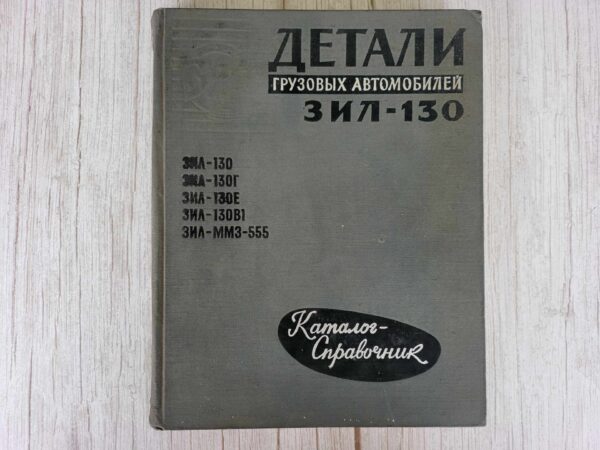 ДЕТАЛИ
ГРУЗОВЫХ АВТОМОБИЛЕЙ
ЗИЛ-130
ЗИЛ-130
ЗИЛ-130Г
ЗИЛ-130Е
ЗИЛ-130В1
ЗИЛ-ММЗ-555
Каталог-
Справочник